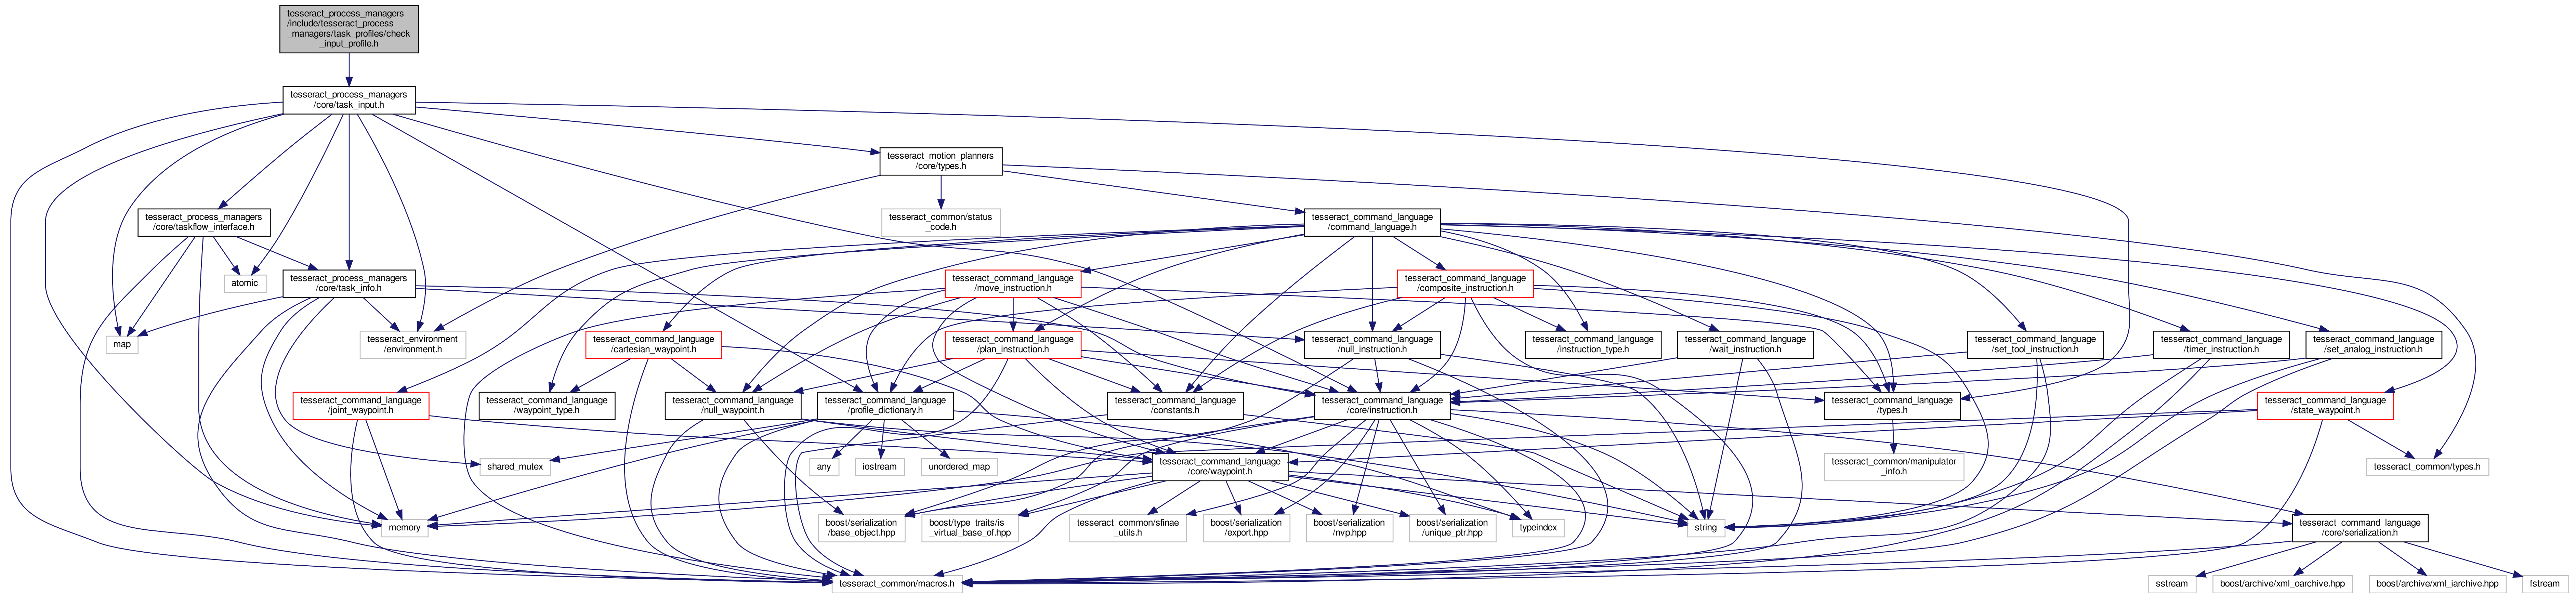 tesseract_process_managers
/include/tesseract_process
_managers/task_profiles/check
_input_profile.h
tesseract_process_managers
/core/task_input.h
tesseract_motion_planners
/core/types.h
tesseract_process_managers
/core/taskflow_interface.h
tesseract_common/status
_code.h
tesseract_command_language
/command_language.h
atomic
tesseract_process_managers
/core/task_info.h
tesseract_command_language
/move_instruction.h
tesseract_command_language
/composite_instruction.h
map
tesseract_environment
/environment.h
tesseract_command_language
/cartesian_waypoint.h
tesseract_command_language
/plan_instruction.h
tesseract_command_language
/null_instruction.h
tesseract_command_language
/instruction_type.h
tesseract_command_language
/wait_instruction.h
tesseract_command_language
/set_tool_instruction.h
tesseract_command_language
/timer_instruction.h
tesseract_command_language
/set_analog_instruction.h
tesseract_command_language
/joint_waypoint.h
tesseract_command_language
/waypoint_type.h
tesseract_command_language
/null_waypoint.h
tesseract_command_language
/profile_dictionary.h
tesseract_command_language
/constants.h
tesseract_command_language
/core/instruction.h
tesseract_command_language
/types.h
tesseract_command_language
/state_waypoint.h
shared_mutex
any
iostream
unordered_map
tesseract_command_language
/core/waypoint.h
tesseract_common/manipulator
_info.h
tesseract_common/types.h
memory
boost/serialization
/base_object.hpp
boost/type_traits/is
_virtual_base_of.hpp
tesseract_common/sfinae
_utils.h
boost/serialization
/export.hpp
boost/serialization
/nvp.hpp
boost/serialization
/unique_ptr.hpp
typeindex
string
tesseract_command_language
/core/serialization.h
tesseract_common/macros.h
sstream
boost/archive/xml_oarchive.hpp
boost/archive/xml_iarchive.hpp
fstream